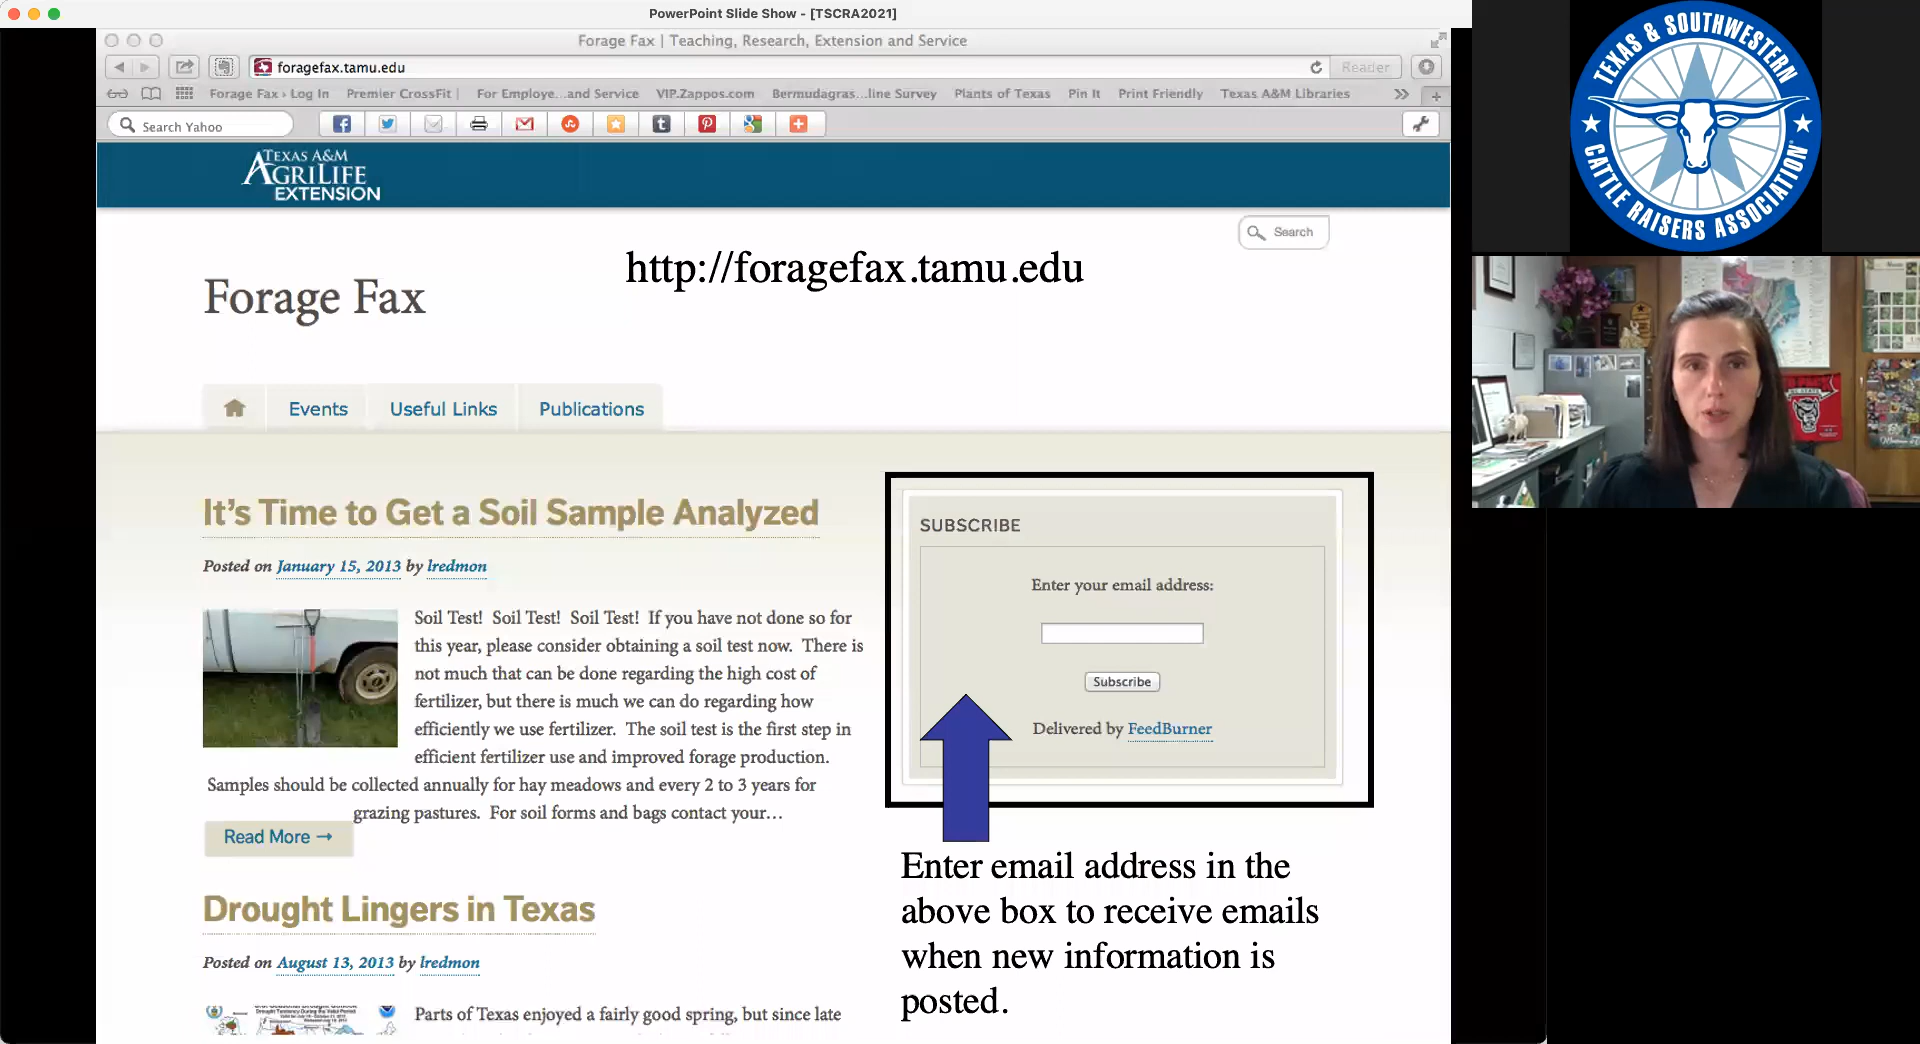 PowerPoint Slide Show - [TSCRA2021]
Forage Fax | Teaching, Research, Extension and Service
foragefax.tamu.edu
Reader
Forage Fax › Log In
Premier CrossFit |
For Employe...and Service
VIP.Zappos.com
Bermudagras...line Survey
Plants of Texas
Pin It
Print Friendly
Texas A&M Libraries
Search Yahoo
TEXAS A&M
AGRILIFE
EXTENSION
Search
http://foragefax.tamu.edu
Forage Fax
Events
Useful Links
Publications
It's Time to Get a Soil Sample Analyzed
Posted on January 15, 2013 by lredmon
Soil Test!  Soil Test!  Soil Test!  If you have not done so for
this year, please consider obtaining a soil test now.  There is
not much that can be done regarding the high cost of
fertilizer, but there is much we can do regarding how
efficiently we use fertilizer.  The soil test is the first step in
efficient fertilizer use and improved forage production.
Samples should be collected annually for hay meadows and every 2 to 3 years for
grazing pastures.  For soil forms and bags contact your…
Read More →
Drought Lingers in Texas
Posted on August 13, 2013 by lredmon
Parts of Texas enjoyed a fairly good spring, but since late
SUBSCRIBE
Enter your email address:
Subscribe
Delivered by FeedBurner
Enter email address in the
above box to receive emails
when new information is
posted.
TEXAS & SOUTHWESTERN
CATTLE RAISERS ASSOCIATION